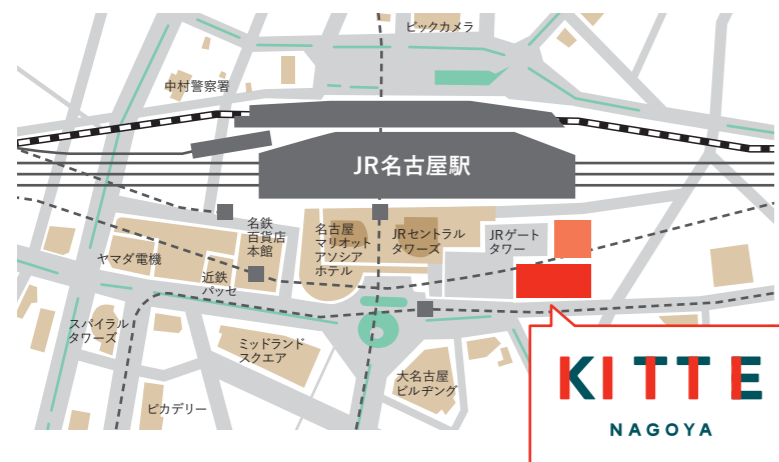 ビックカメラ
中村警察署
JR名古屋駅
名鉄
百貨店
本館
名古屋
マリオット
アソシア
ホテル
JRセントラル
タワーズ
JRゲート
タワー
ヤマダ電機
近鉄
パッセ
スパイラル
タワーズ
ミッドランド
スクエア
大名古屋
ビルヂング
ピカデリー
KITTE
NAGOYA